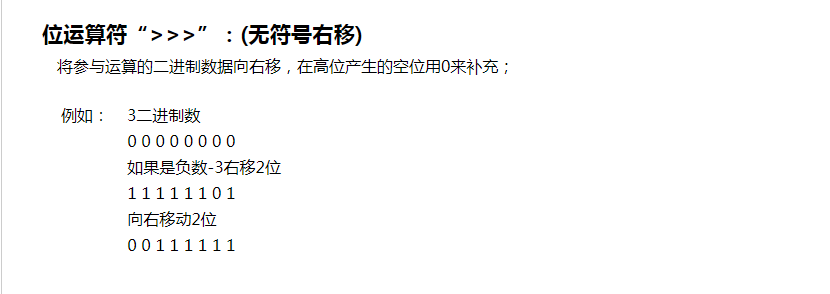 位运算符“>>>”：(无符号右移)
将参与运算的二进制数据向右移，在高位产生的空位用0来补充；
例如： 3二进制数
0 0 0 0 0 0 0 0
如果是负数-3右移2位
1 1 1 1 1 1 0 1
向右移动2位
0 0 1 1 1 1 1 1